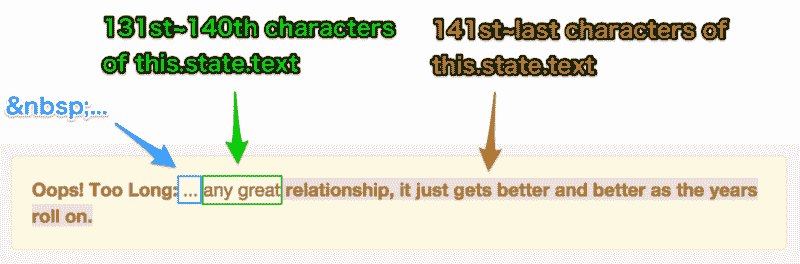 131st~140th characters
of this.state.text
141st~last characters of
this.state.text
&nbsp;...
Oops! Too Long: ... any great relationship, it just gets better and better as the years
roll on.